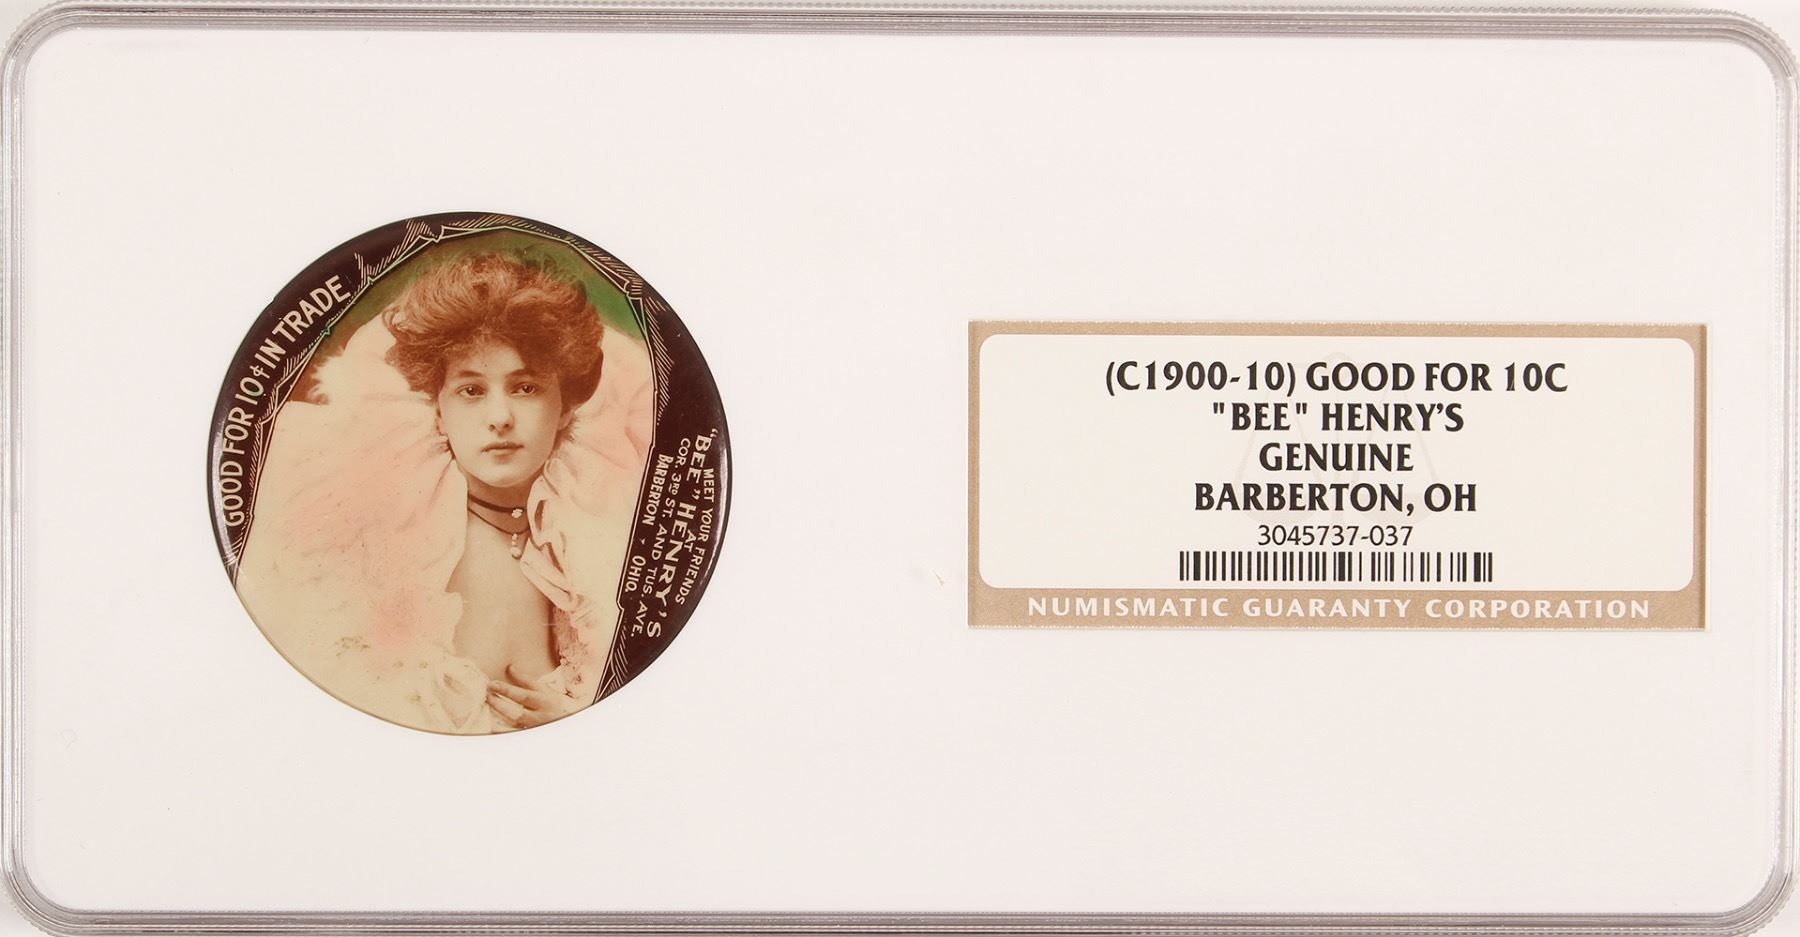 GOOD FOR 10¢ IN TRADE
MEET YOUR FRIENDS
AT
"BEE" HENRY'S
COR. 3RD ST. AND TUS. AVE.
BARBERTON · OHIO.
(C1900-10) GOOD FOR 10C
"BEE" HENRY'S
GENUINE
BARBERTON, OH
3045737-037
NUMISMATIC GUARANTY CORPORATION